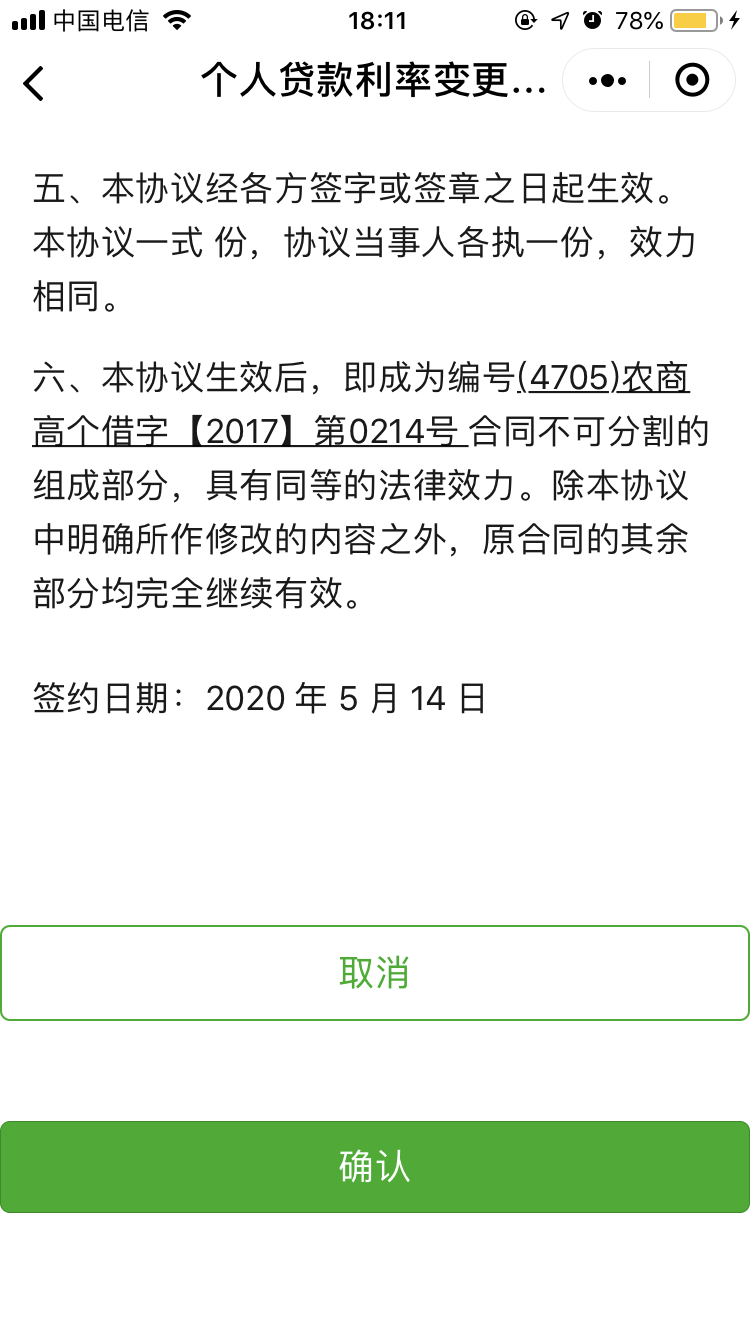 中国电信 18:11 78%
个人贷款利率变更...
五、本协议经各方签字或签章之日起生效。
本协议一式 份，协议当事人各执一份，效力
相同。
六、本协议生效后，即成为编号(4705)农商
高个借字【2017】第0214号 合同不可分割的
组成部分，具有同等的法律效力。除本协议
中明确所作修改的内容之外，原合同的其余
部分均完全继续有效。
签约日期：2020 年 5 月 14 日
取消
确认